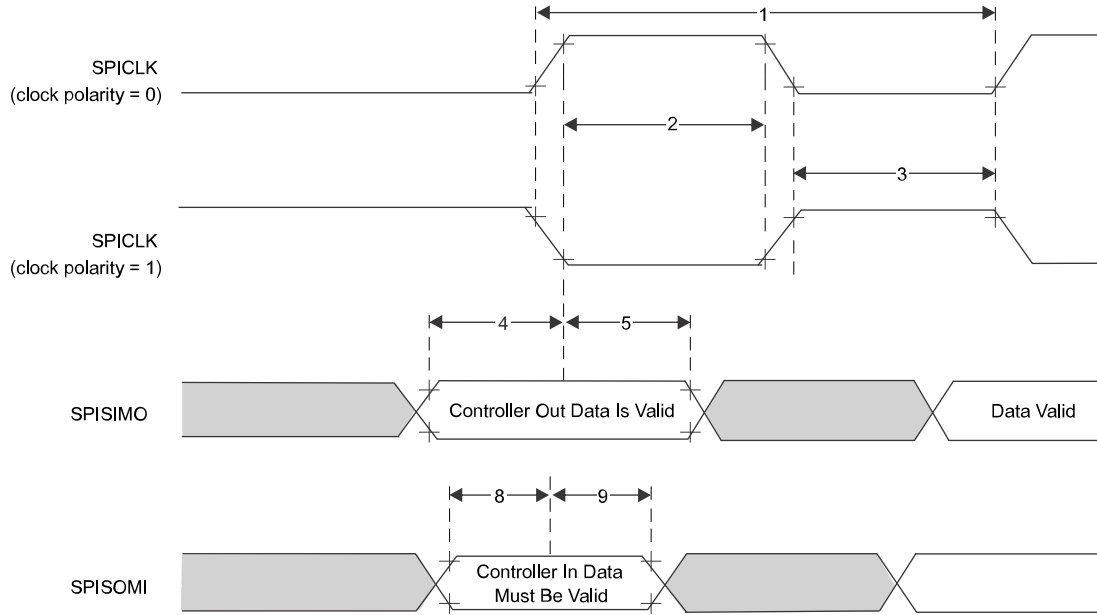 1
SPICLK
(clock polarity = 0)
2
3
SPICLK
(clock polarity = 1)
4
5
SPISIMO
Controller Out Data Is Valid
Data Valid
8
9
SPISOMI
Controller In Data
Must Be Valid